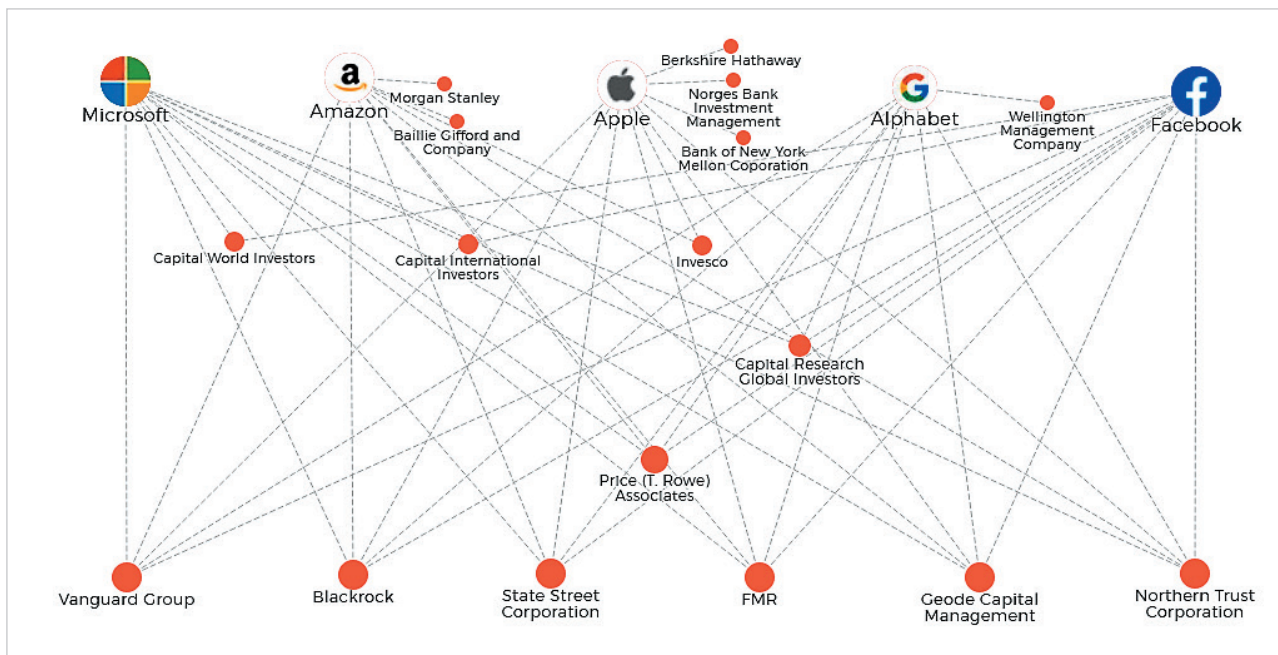 Microsoft
Amazon
Morgan Stanley
Baillie Gifford and
Company
Apple
Berkshire Hathaway
Norges Bank
Investment
Management
Bank of New York
Mellon Coporation
Alphabet
Wellington
Management
Company
Facebook
Capital World Investors
Capital International
Investors
Invesco
Capital Research
Global Investors
Price (T. Rowe)
Associates
Vanguard Group
Blackrock
State Street
Corporation
FMR
Geode Capital
Management
Northern Trust
Corporation